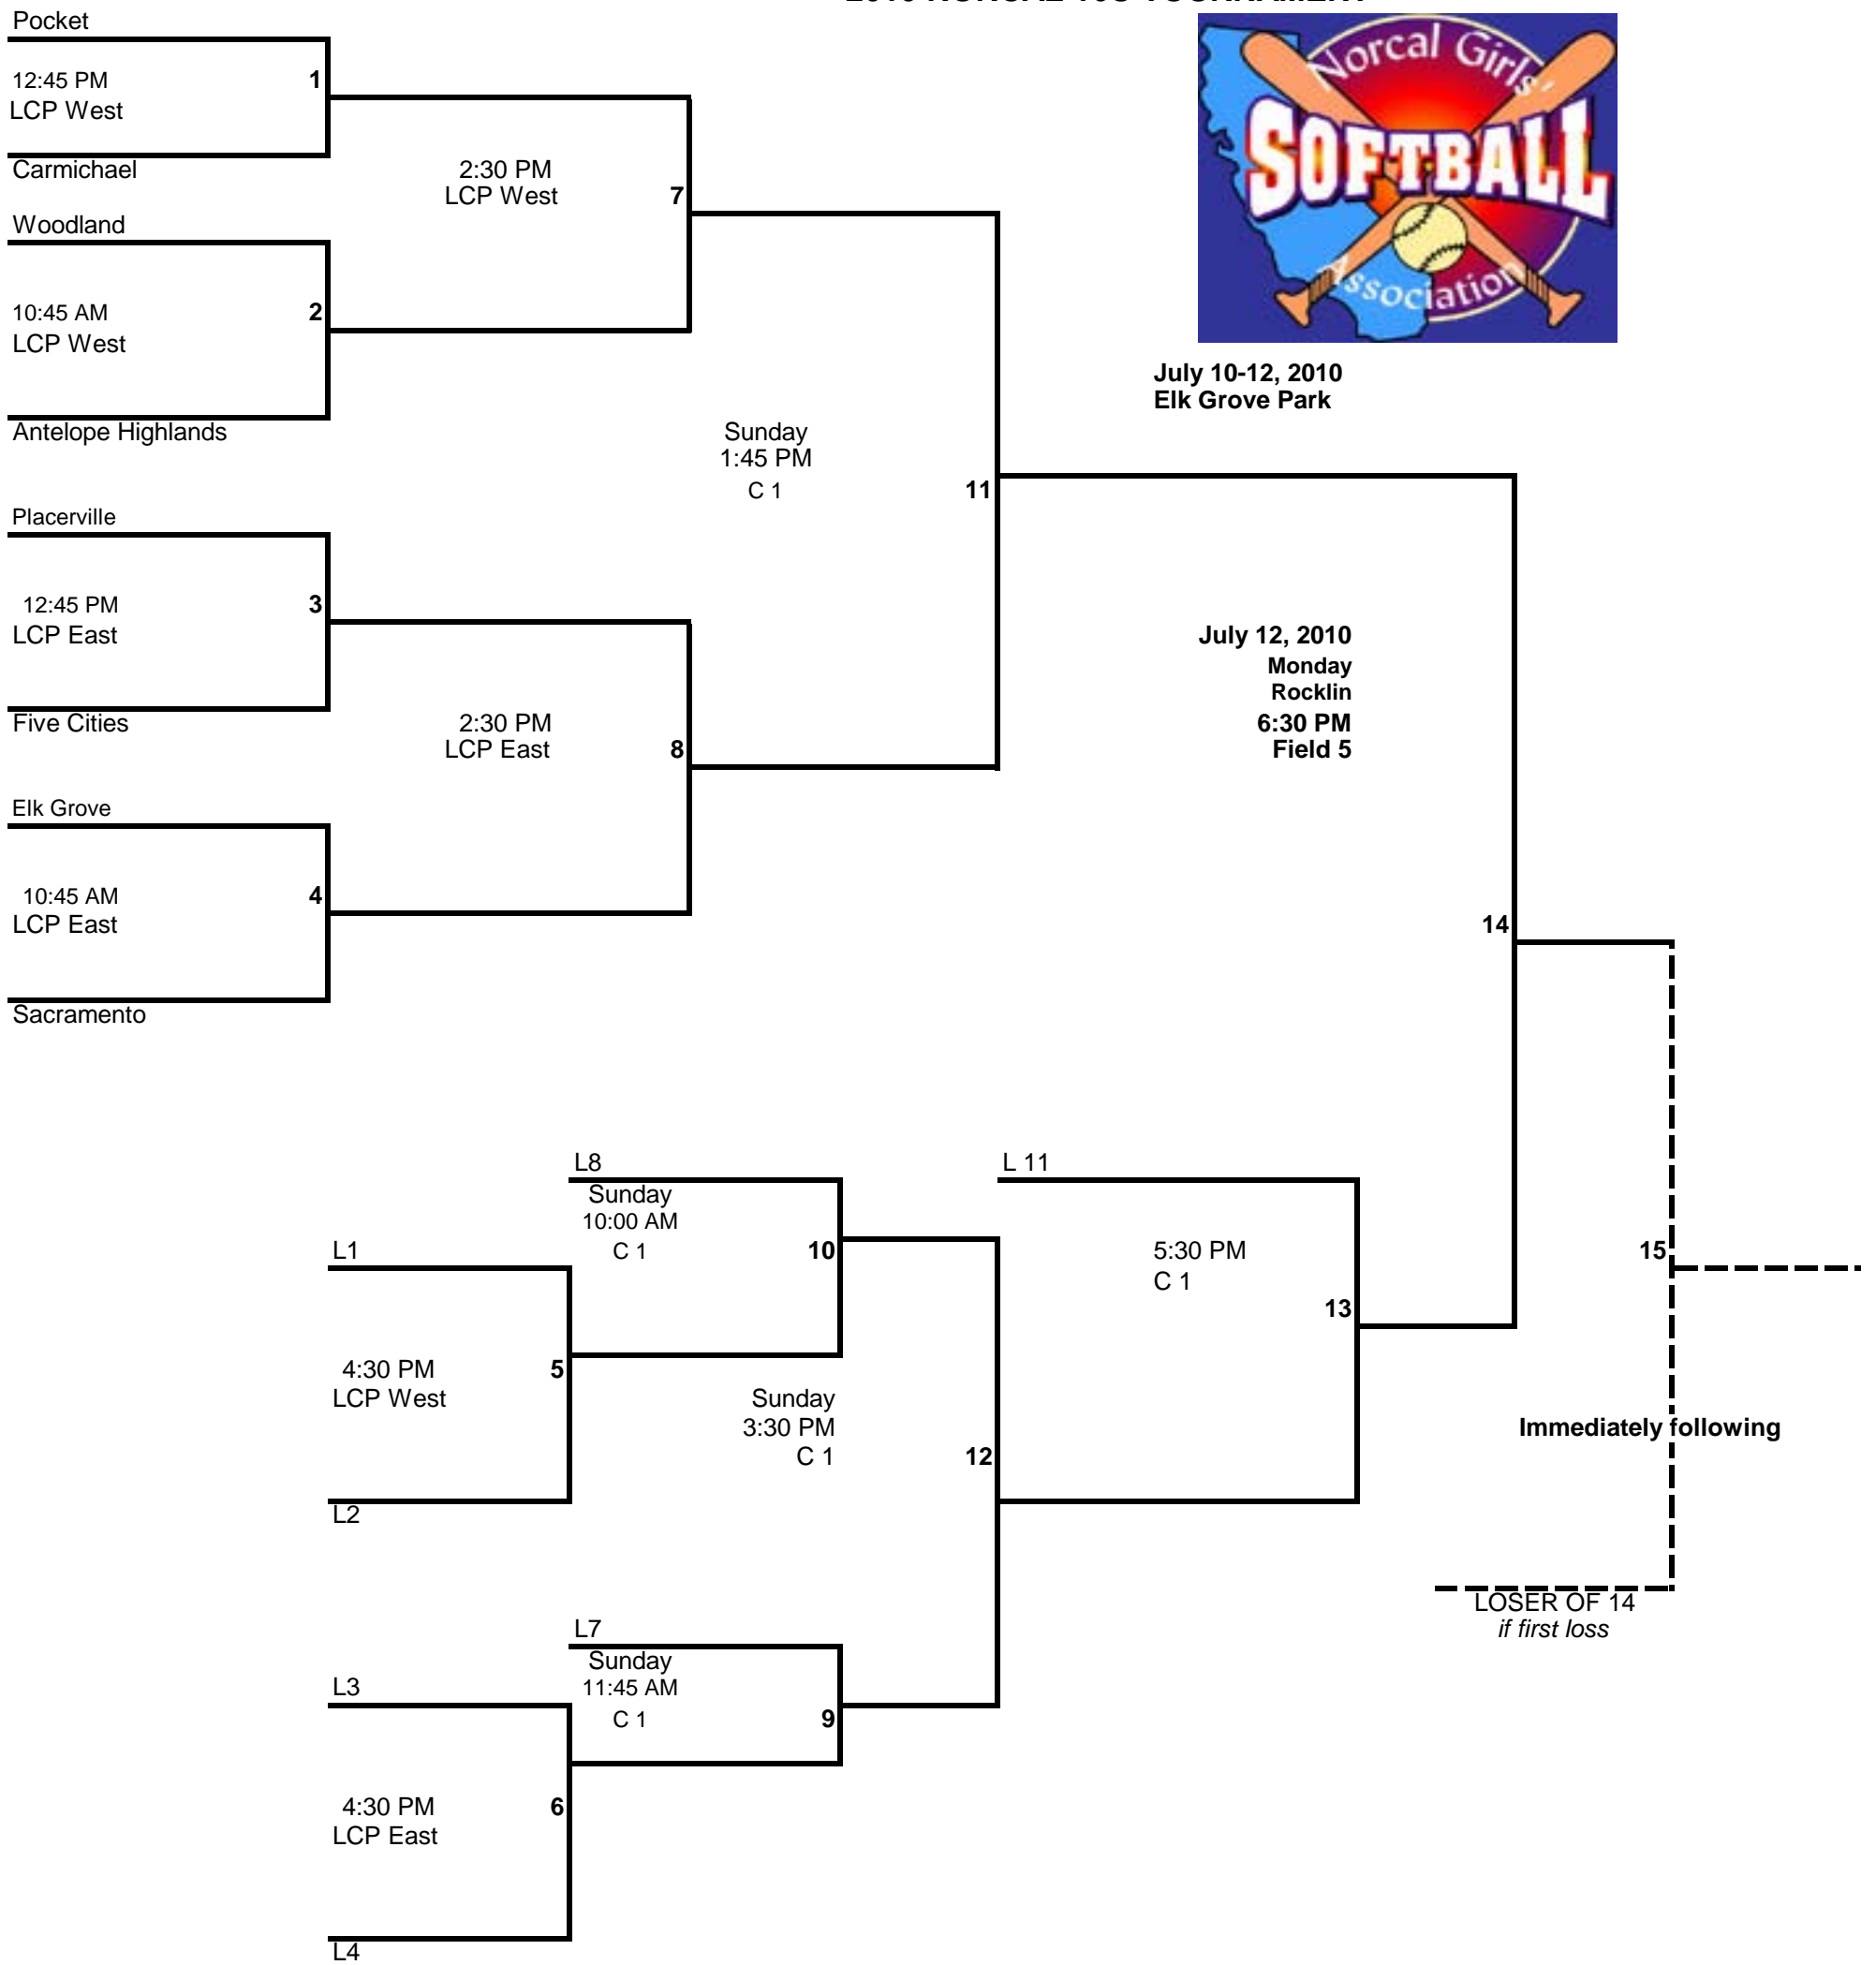 Pocket
12:45 PM
1
LCP West
Carmichael
2:30 PM
LCP West
7
Woodland
10:45 AM
2
LCP West
Antelope Highlands
Norcal Girls'
SOFTBALL
Association
July 10-12, 2010
Elk Grove Park
Sunday
1:45 PM
C 1
11
Placerville
12:45 PM
3
LCP East
Five Cities
2:30 PM
LCP East
8
July 12, 2010
Monday
Rocklin
6:30 PM
Field 5
Elk Grove
10:45 AM
4
LCP East
Sacramento
14
L8
Sunday
10:00 AM
C 1
10
L 11
5:30 PM
C 1
13
15
L1
4:30 PM
5
LCP West
L2
Sunday
3:30 PM
C 1
12
Immediately following
LOSER OF 14
if first loss
L7
Sunday
11:45 AM
C 1
9
L3
4:30 PM
6
LCP East
L4